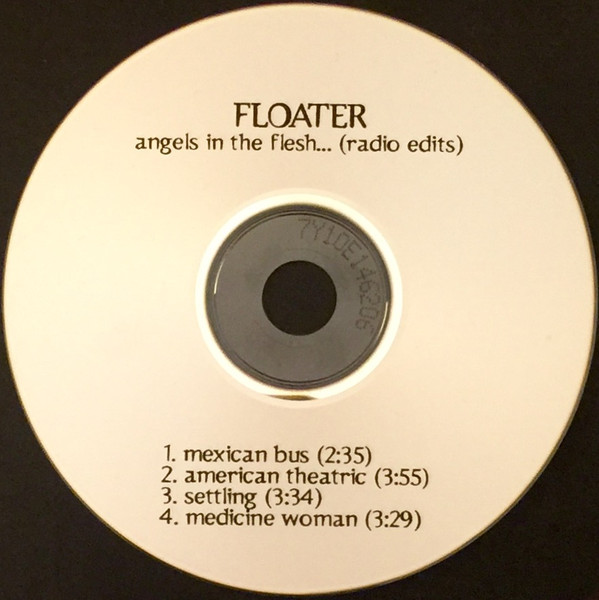 FLOATER
angels in the flesh... (radio edits)
7Y10E146206
1. mexican bus (2:35)
2. american theatric (3:55)
3. settling (3:34)
4. medicine woman (3:29)